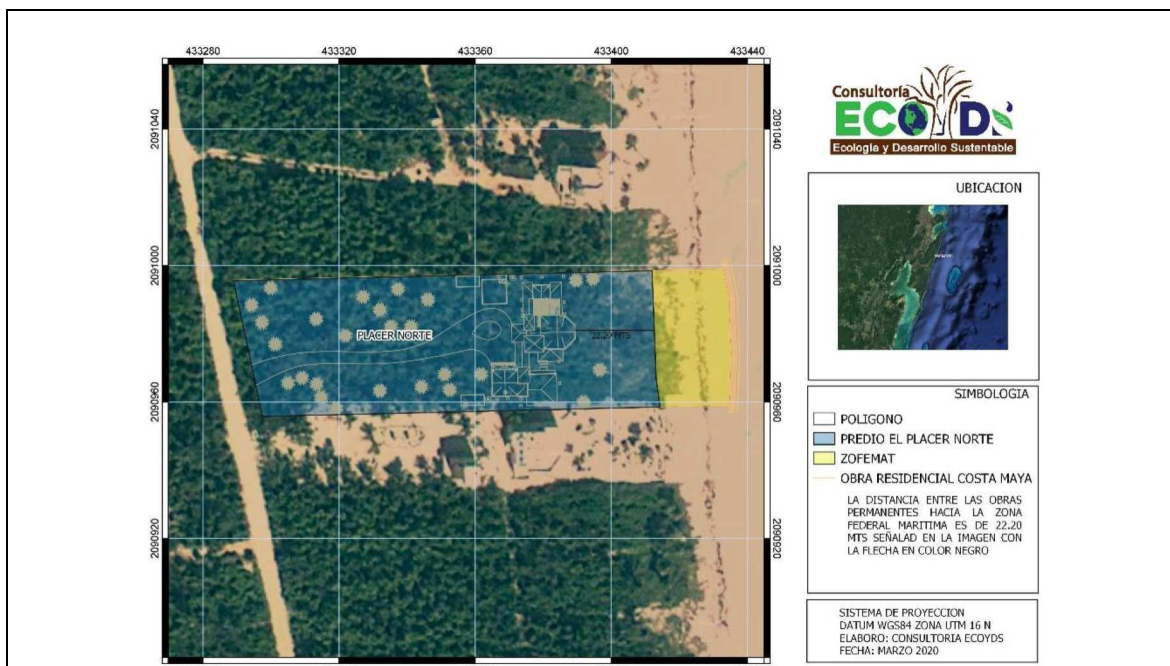 433280 433320 433360 433400 433440
2091040 2091040
2091000 2091000
2090960 2090960
2090920 2090920
PLACER NORTE
22.20 MTS
Consultoría
ECOYDS
Ecología y Desarrollo Sustentable
UBICACION
SIMBOLOGIA
POLIGONO
PREDIO EL PLACER NORTE
ZOFEMAT
OBRA RESIDENCIAL COSTA MAYA
LA DISTANCIA ENTRE LAS OBRAS
PERMANENTES HACIA LA ZONA
FEDERAL MARITIMA ES DE 22.20
MTS SEÑALAD EN LA IMAGEN CON
LA FLECHA EN COLOR NEGRO
SISTEMA DE PROYECCION
DATUM WGS84 ZONA UTM 16 N
ELABORO: CONSULTORIA ECOYDS
FECHA: MARZO 2020